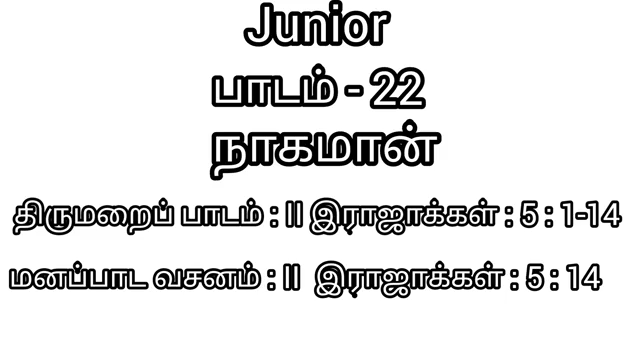 Junior
பாடம் - 22
நாகமான்
திருமறைப் பாடம் : II இராஜாக்கள் : 5 : 1-14
மனப்பாட வசனம் : II இராஜாக்கள் : 5 : 14